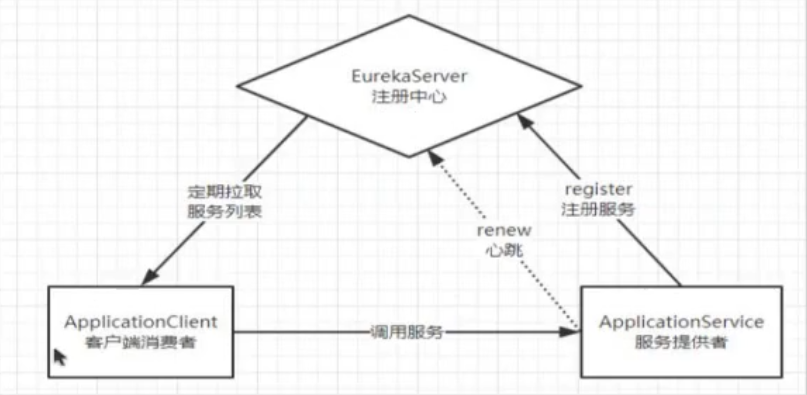 EurekaServer
注册中心
定期拉取
服务列表
register
注册服务
renew
心跳
ApplicationClient
客户端消费者
调用服务
ApplicationService
服务提供者